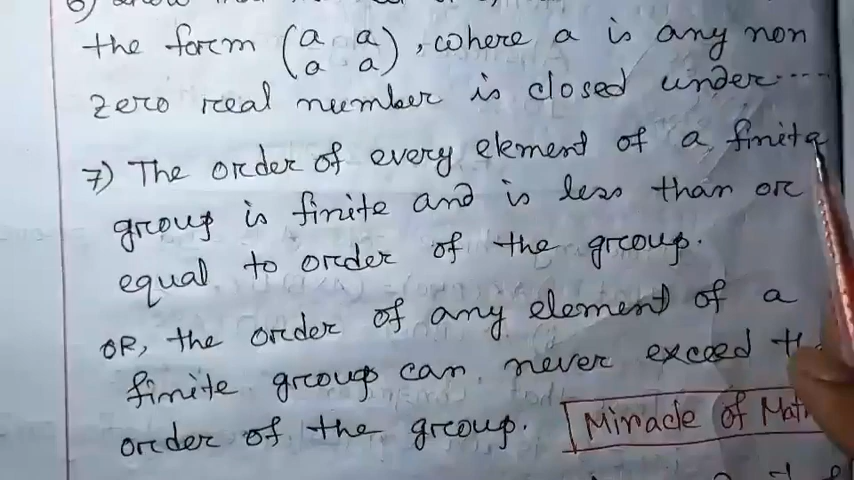 the form (a a
a a), where a is any non
zero real number is closed under....
7) The order of every element of a finite
group is finite and is less than or
equal to order of the group.
OR, the order of any element of a
finite group can never exceed th
order of the group. Miracle of Math